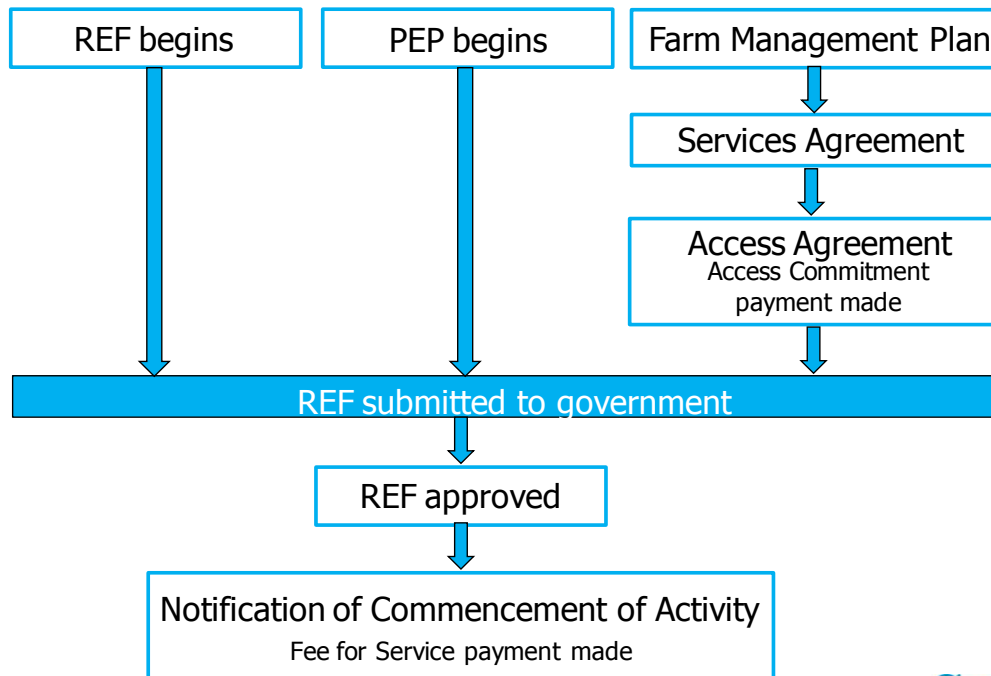 REF begins
PEP begins
Farm Management Plan
Services Agreement
Access Agreement
Access Commitment
payment made
REF submitted to government
REF approved
Notification of Commencement of Activity
Fee for Service payment made